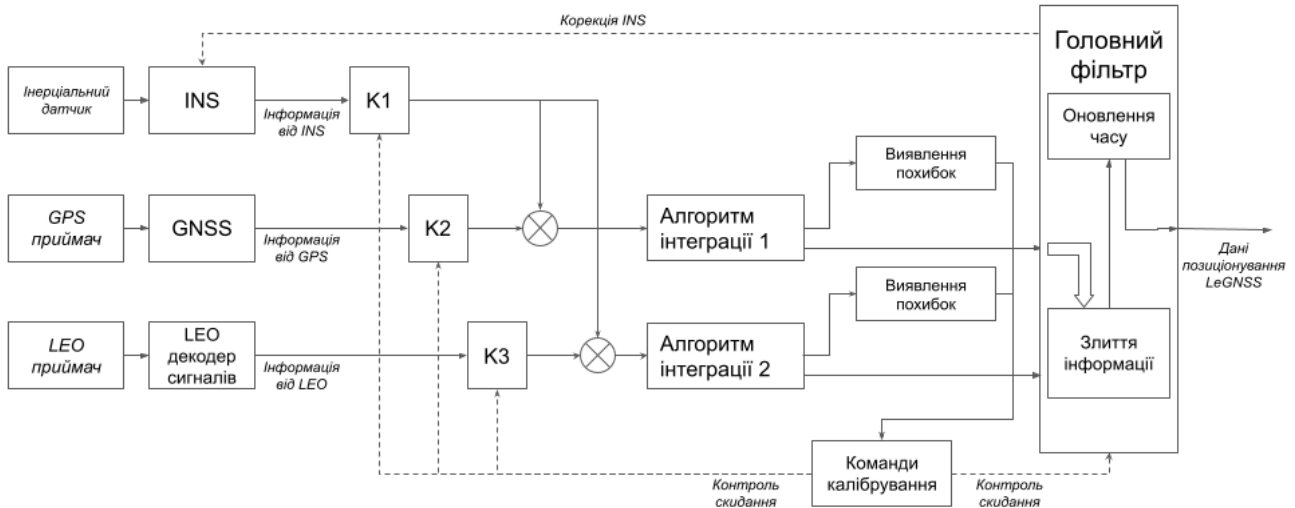 Корекція INS
Головний
фільтр
Інерціальний
датчик
INS
Інформація
від INS
K1
Оновлення
часу
Виявлення
похибок
GPS
приймач
GNSS
Інформація
від GPS
K2
Алгоритм
інтеграції 1
Дані
позиціонування
LeGNSS
Виявлення
похибок
LEO
приймач
LEO
декодер
сигналів
Інформація
від LEO
K3
Алгоритм
інтеграції 2
Злиття
інформації
Контроль
скидання
Команди
калібрування
Контроль
скидання